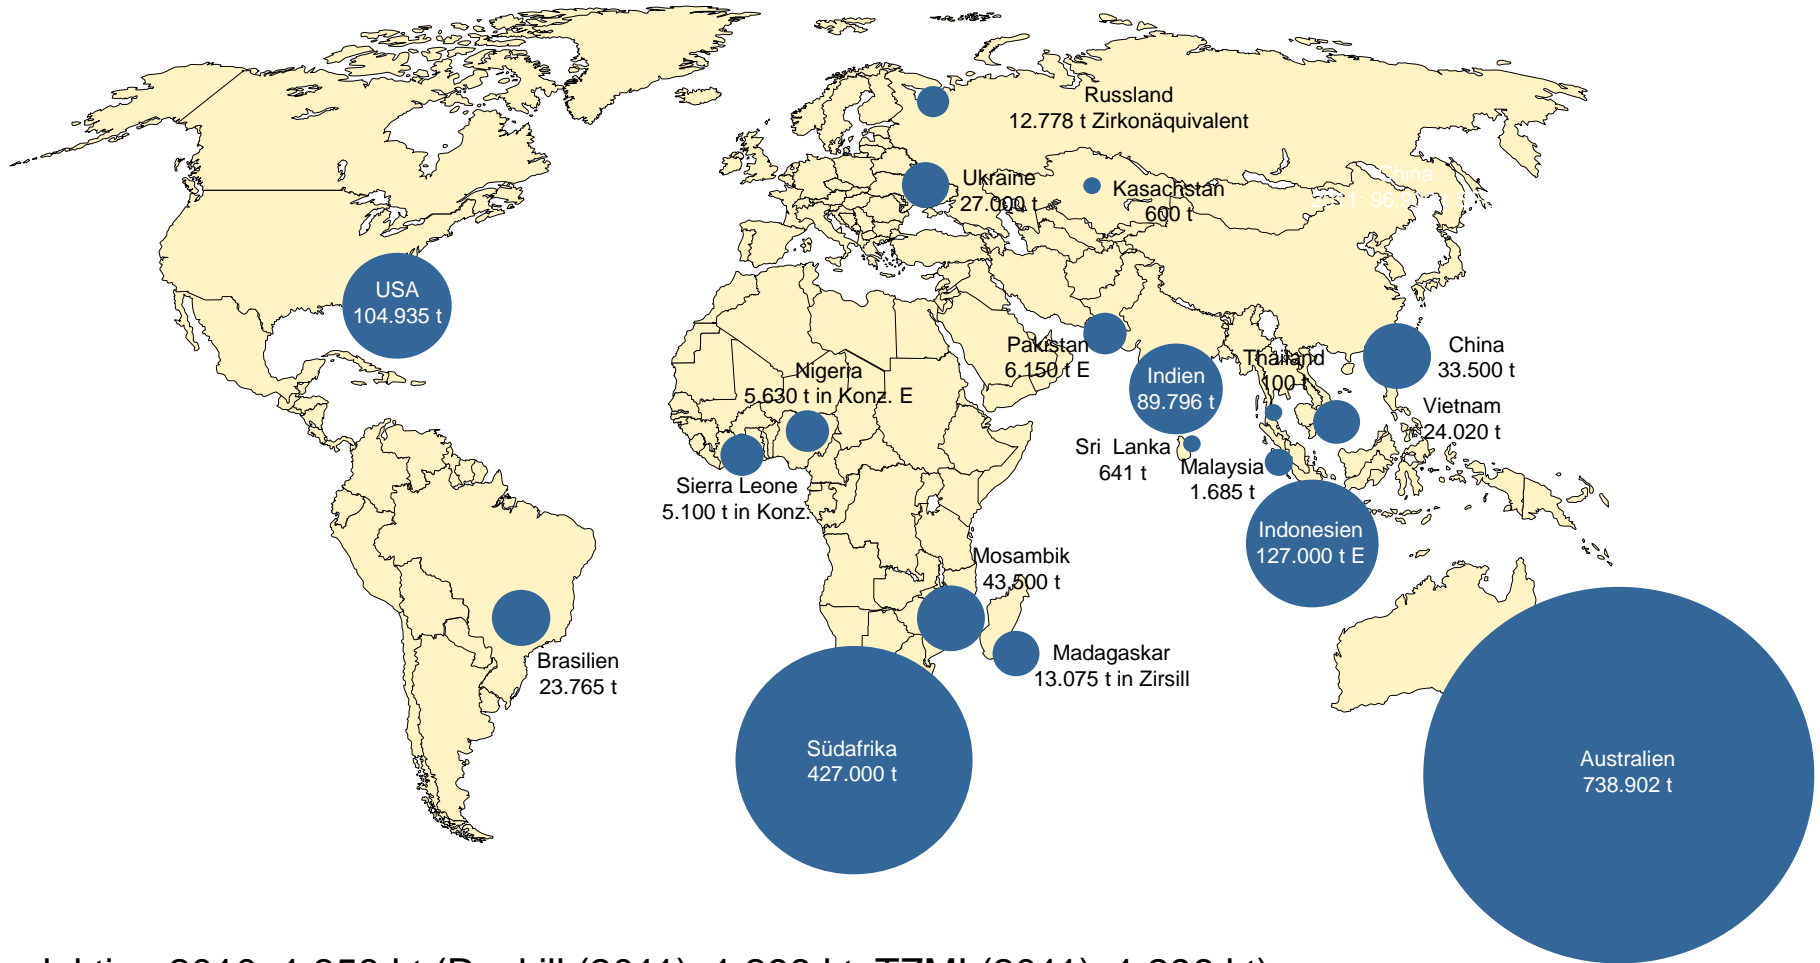 Russland
12.778 t Zirkonäquivalent
Ukraine
27.000 t
Kasachstan
600 t
China
USA
104.935 t
Pakistan
6.150 t E
Indien
89.796 t
Thailand
100 t
China
33.500 t
Nigeria
5.630 t in Konz. E
Vietnam
24.020 t
Sri Lanka
641 t
Malaysia
1.685 t
Sierra Leone
5.100 t in Konz.
Indonesien
127.000 t E
Mosambik
43.500 t
Brasilien
23.765 t
Madagaskar
13.075 t in Zirsill
Südafrika
427.000 t
Australien
738.902 t